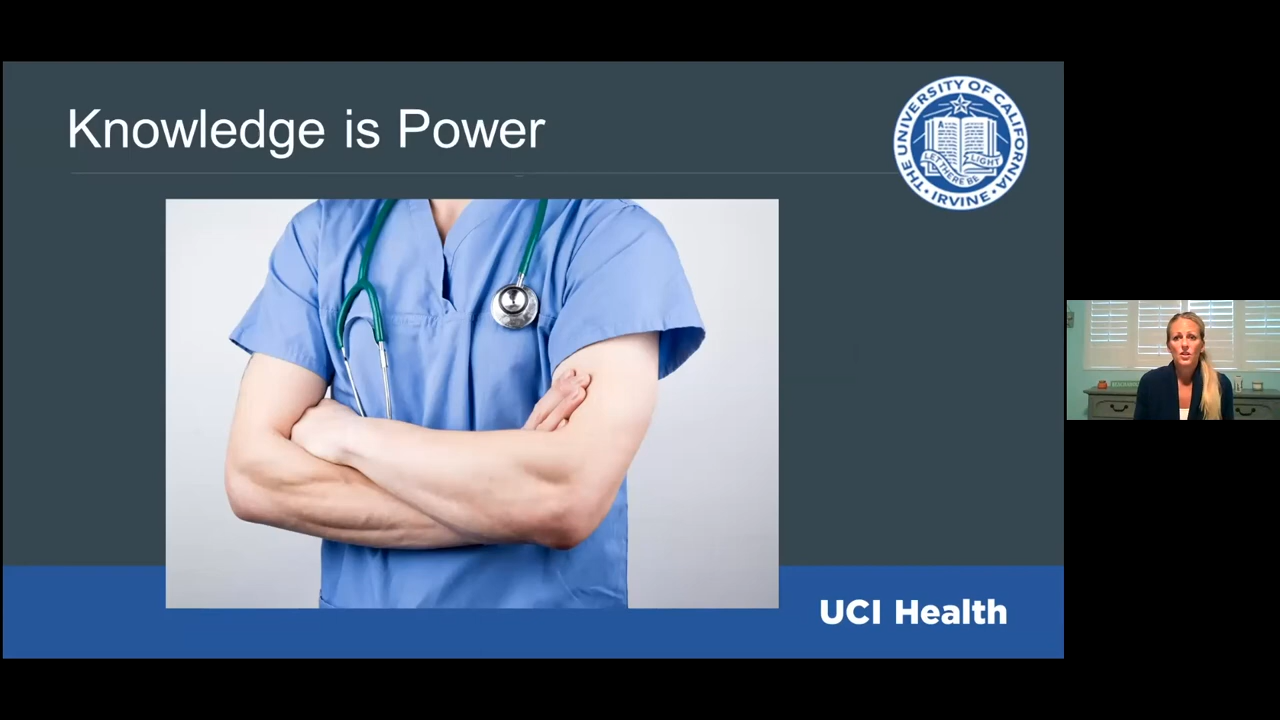 Knowledge is Power
THE UNIVERSITY OF CALIFORNIA
A
LET THERE BE LIGHT
• IRVINE •
UCI Health